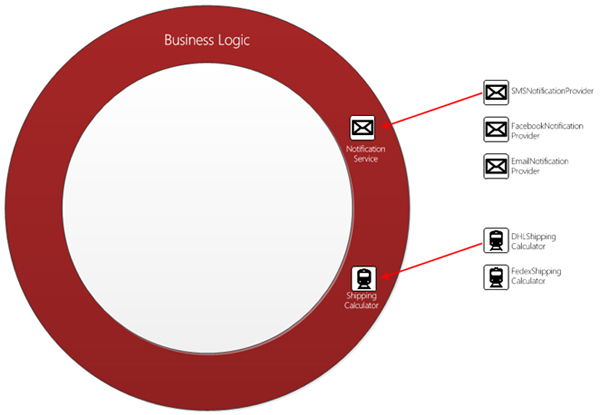 Business Logic
SMSNotificationProvider
FacebookNotification
Provider
Notification
Service
EmailNotification
Provider
DHLShipping
Calculator
Shipping
Calculator
FedexShipping
Calculator